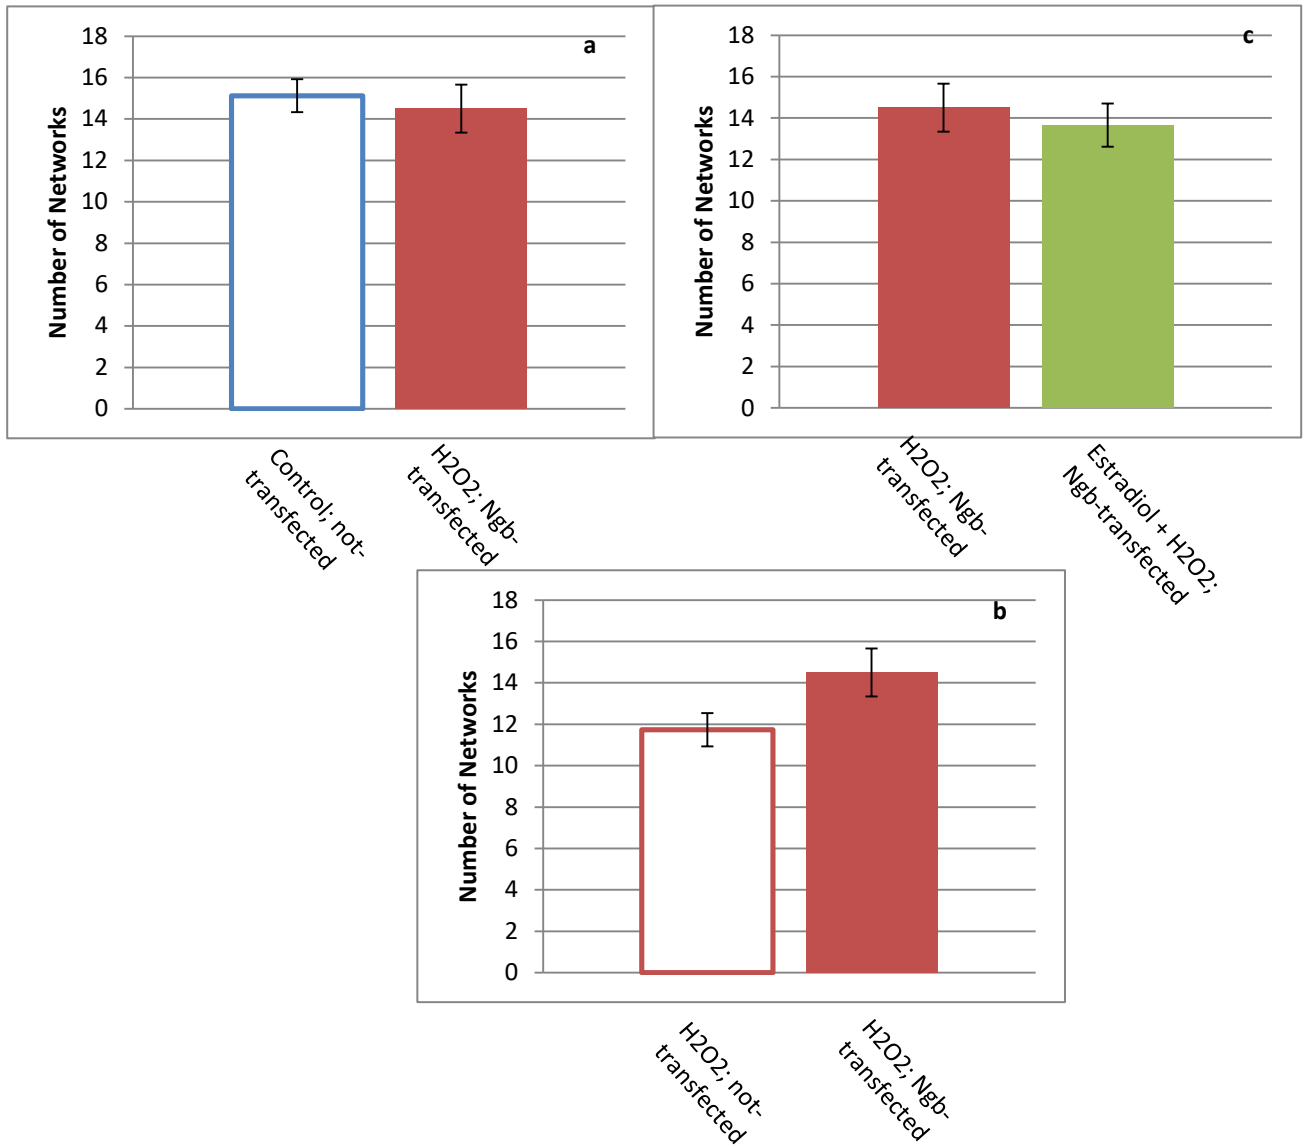 a
Number of Networks
18
16
14
12
10
8
6
4
2
0
Control; not-
transfected
H2O2; Ngb-
transfected
c
Number of Networks
18
16
14
12
10
8
6
4
2
0
H2O2; Ngb-
transfected
Estradiol + H2O2;
Ngb-transfected
b
Number of Networks
18
16
14
12
10
8
6
4
2
0
H2O2; not-
transfected
H2O2; Ngb-
transfected